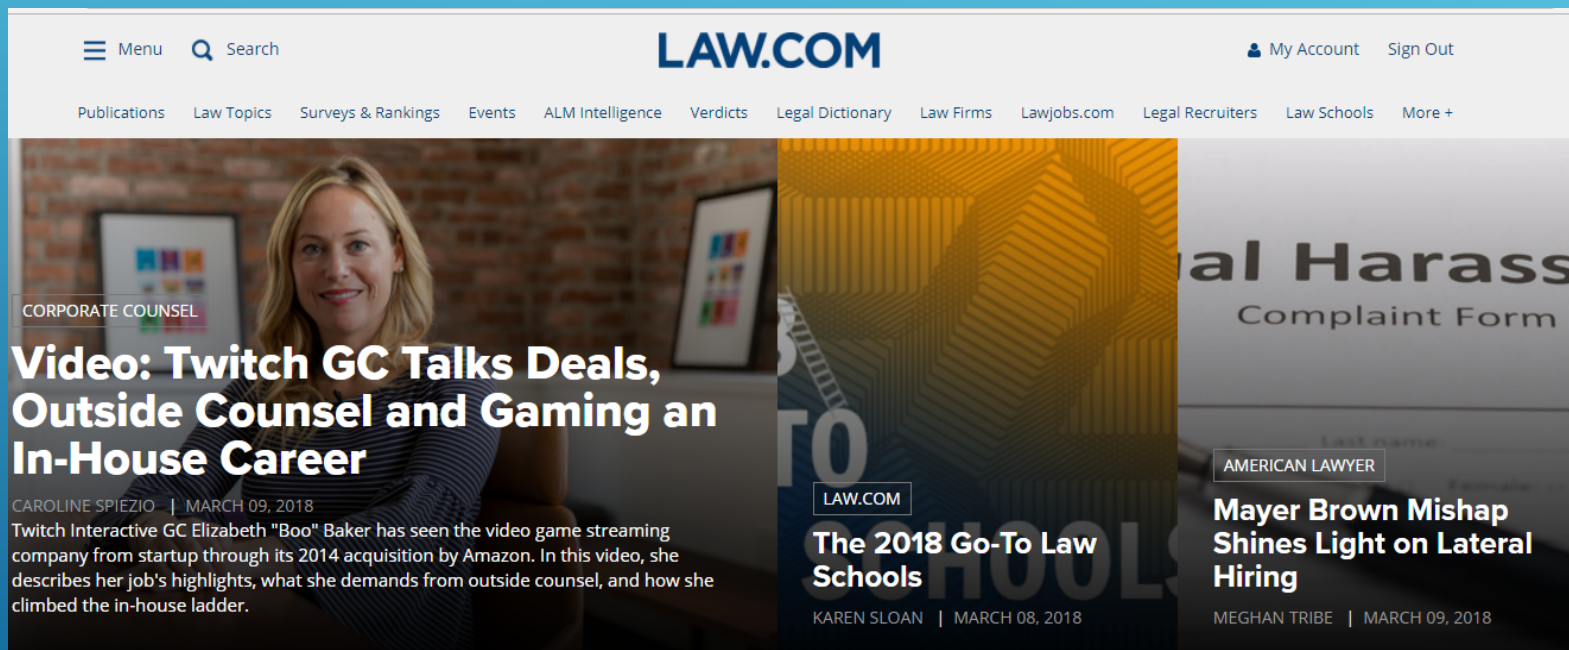 Menu
Search
LAW.COM
My Account
Sign Out
Publications
Law Topics
Surveys & Rankings
Events
ALM Intelligence
Verdicts
Legal Dictionary
Law Firms
Lawjobs.com
Legal Recruiters
Law Schools
More +
CORPORATE COUNSEL
Video: Twitch GC Talks Deals,
Outside Counsel and Gaming an
In-House Career
CAROLINE SPIEZIO | MARCH 09, 2018
Twitch Interactive GC Elizabeth "Boo" Baker has seen the video game streaming
company from startup through its 2014 acquisition by Amazon. In this video, she
describes her job's highlights, what she demands from outside counsel, and how she
climbed the in-house ladder.
TO
SCHOOLS
LAW.COM
The 2018 Go-To Law
Schools
KAREN SLOAN | MARCH 08, 2018
al Harass
Complaint Form
Last name:
AMERICAN LAWYER
Mayer Brown Mishap
Shines Light on Lateral
Hiring
MEGHAN TRIBE | MARCH 09, 2018